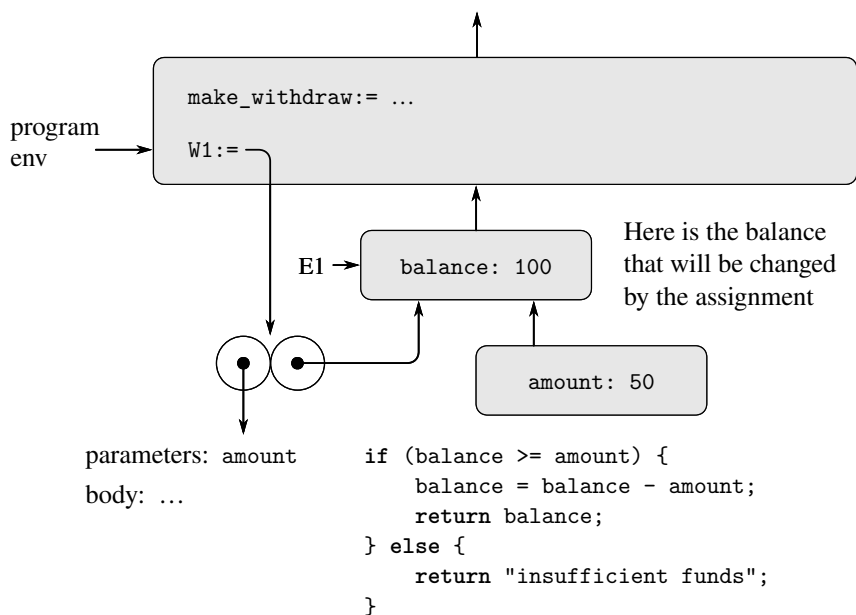 make_withdraw:= ...
program
env
W1:=
Here is the balance
that will be changed
by the assignment
E1
balance: 100
amount: 50
parameters: amount
body: ...
if (balance >= amount) {
    balance = balance - amount;
    return balance;
} else {
    return "insufficient funds";
}